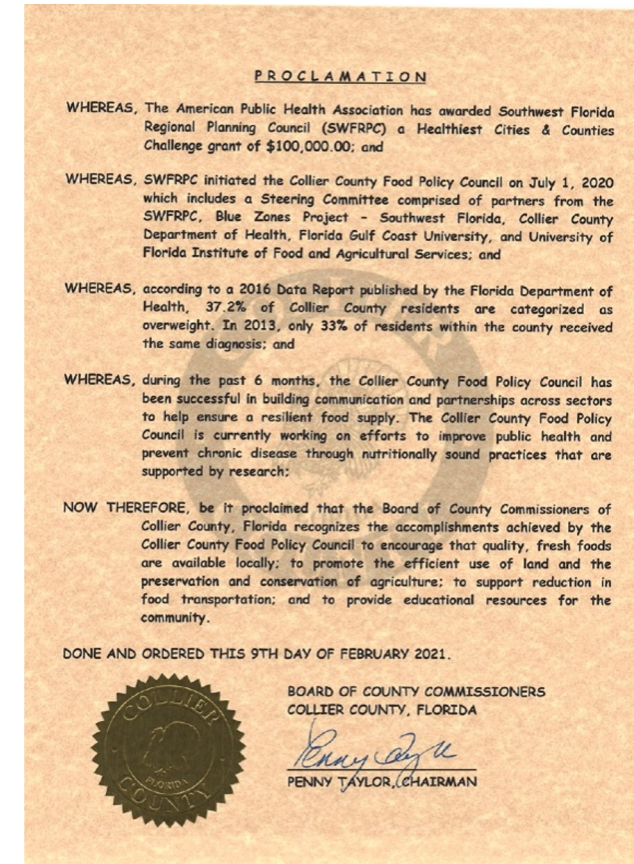 PROCLAMATION
WHEREAS, The American Public Health Association has awarded Southwest Florida
Regional Planning Council (SWFRPC) a Healthiest Cities & Counties
Challenge grant of $100,000.00; and
WHEREAS, SWFRPC initiated the Collier County Food Policy Council on July 1, 2020
which includes a Steering Committee comprised of partners from the
SWFRPC, Blue Zones Project - Southwest Florida, Collier County
Department of Health, Florida Gulf Coast University, and University of
Florida Institute of Food and Agricultural Services; and
WHEREAS, according to a 2016 Data Report published by the Florida Department of
Health, 37.2% of Collier County residents are categorized as
overweight. In 2013, only 33% of residents within the county received
the same diagnosis; and
WHEREAS, during the past 6 months, the Collier County Food Policy Council has
been successful in building communication and partnerships across sectors
to help ensure a resilient food supply. The Collier County Food Policy
Council is currently working on efforts to improve public health and
prevent chronic disease through nutritionally sound practices that are
supported by research;
NOW THEREFORE, be it proclaimed that the Board of County Commissioners of
Collier County, Florida recognizes the accomplishments achieved by the
Collier County Food Policy Council to encourage that quality, fresh foods
are available locally; to promote the efficient use of land and the
preservation and conservation of agriculture; to support reduction in
food transportation; and to provide educational resources for the
community.
DONE AND ORDERED THIS 9TH DAY OF FEBRUARY 2021.
BOARD OF COUNTY COMMISSIONERS
COLLIER COUNTY, FLORIDA
Penny Taylor
PENNY TAYLOR, CHAIRMAN
COLLIER
FLORIDA
COUNTY